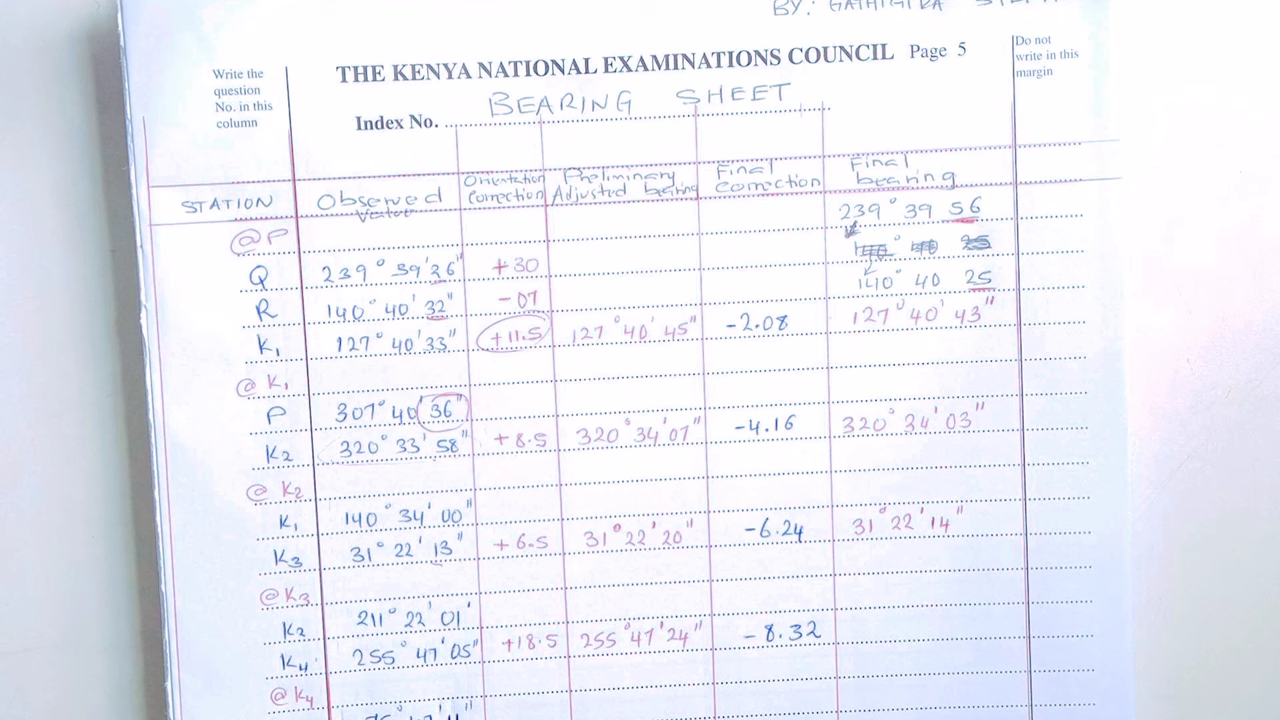 BY: GATHIGIRA
Write the question No. in this column
THE KENYA NATIONAL EXAMINATIONS COUNCIL Page 5
Do not write in this margin
BEARING SHEET
Index No.
STATION Observed Value Orientation Correction Preliminary Adjusted bearing Final Correction Final bearing
@P 239° 39 56
Q 239° 39' 26" +30
R 140° 40' 32" -07 140° 40 25
K1 127° 40' 33" +11.5 127° 40' 45" -2.08 127° 40' 43"
@ K1
P 307° 40' 36"
K2 320° 33' 58" +8.5 320° 34' 07" -4.16 320° 34' 03"
@ K2
K1 140° 34' 00"
K3 31° 22' 13" +6.5 31° 22' 20" -6.24 31° 22' 14"
@ K3
K2 211° 22' 01'
K4 255° 47' 05" +18.5 255° 47' 24" -8.32
@ K4